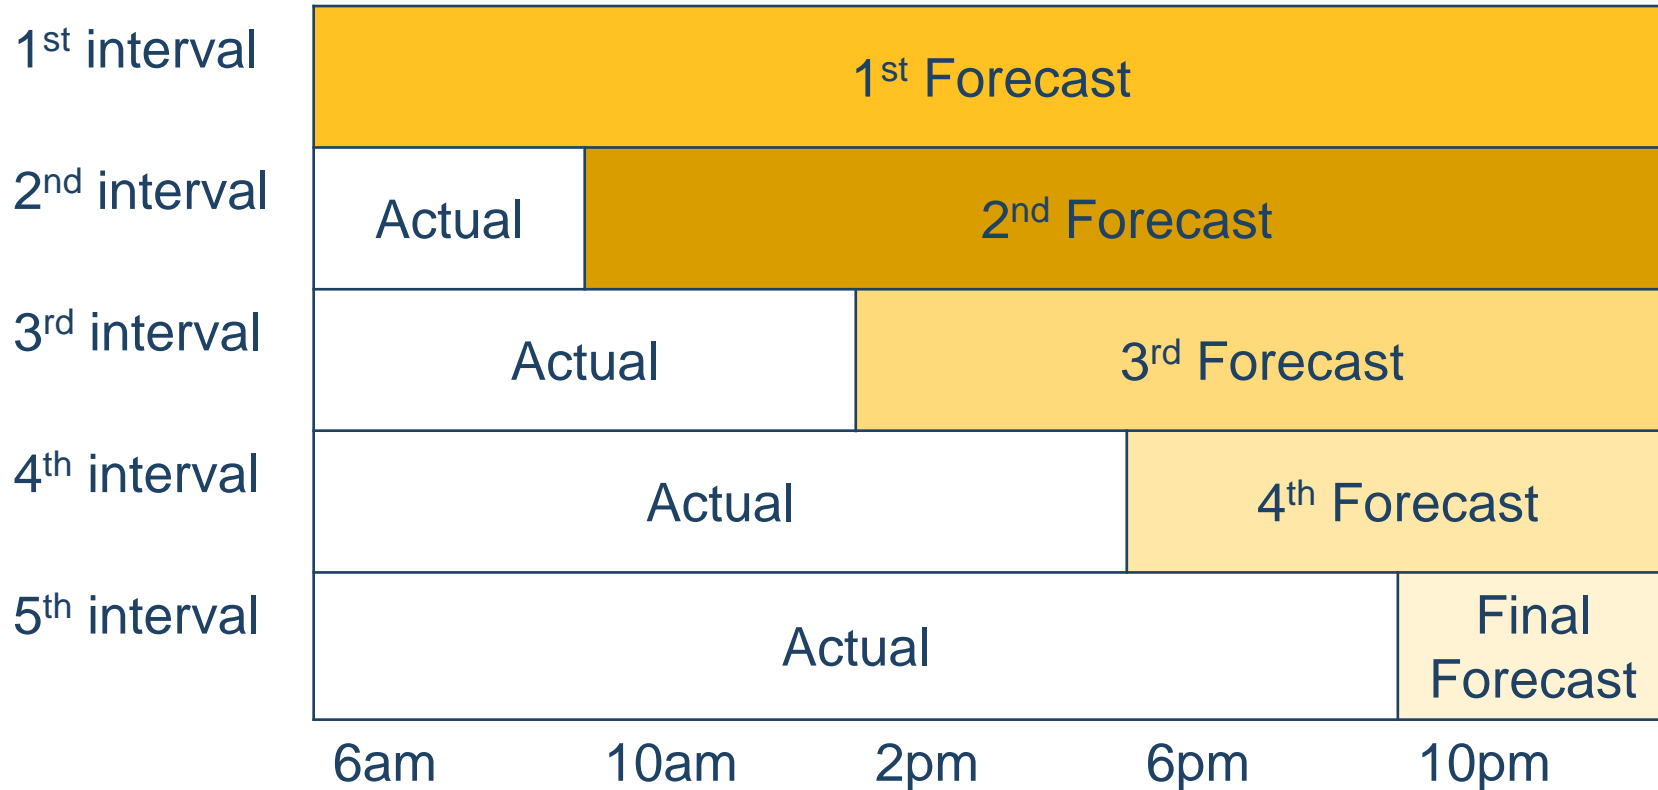 1st interval
1st Forecast
2nd interval
Actual
2nd Forecast
3rd interval
Actual
3rd Forecast
4th interval
Actual
4th Forecast
5th interval
Actual
Final
Forecast
6am
10am
2pm
6pm
10pm